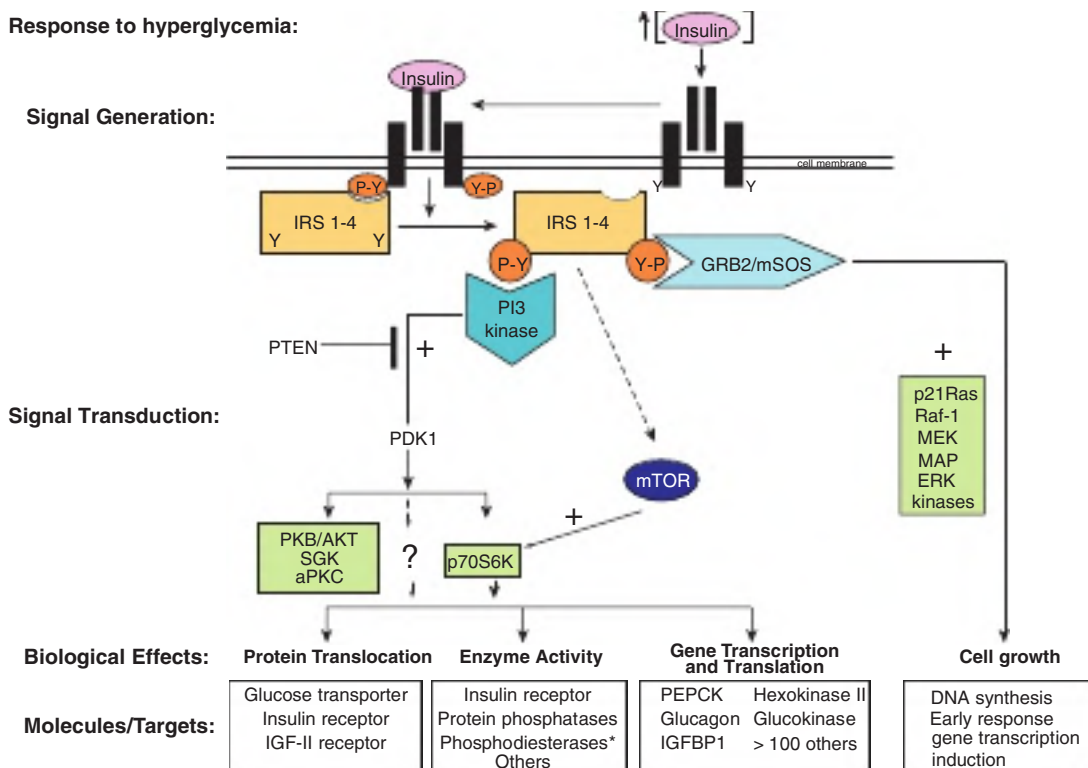 Response to hyperglycemia:
[ Insulin ]
Insulin
Signal Generation:
cell membrane
P-Y
Y-P
Y
Y
IRS 1-4
Y
Y
IRS 1-4
P-Y
Y-P
GRB2/mSOS
PI3
kinase
PTEN
+
+
p21Ras
Raf-1
MEK
MAP
ERK
kinases
Signal Transduction:
PDK1
mTOR
+
PKB/AKT
SGK
aPKC
?
p70S6K
Biological Effects:
Protein Translocation
Enzyme Activity
Gene Transcription
and Translation
Cell growth
Molecules/Targets:
Glucose transporter
Insulin receptor
IGF-II receptor
Insulin receptor
Protein phosphatases
Phosphodiesterases*
Others
PEPCK Hexokinase II
Glucagon Glucokinase
IGFBP1 > 100 others
DNA synthesis
Early response
gene transcription
induction